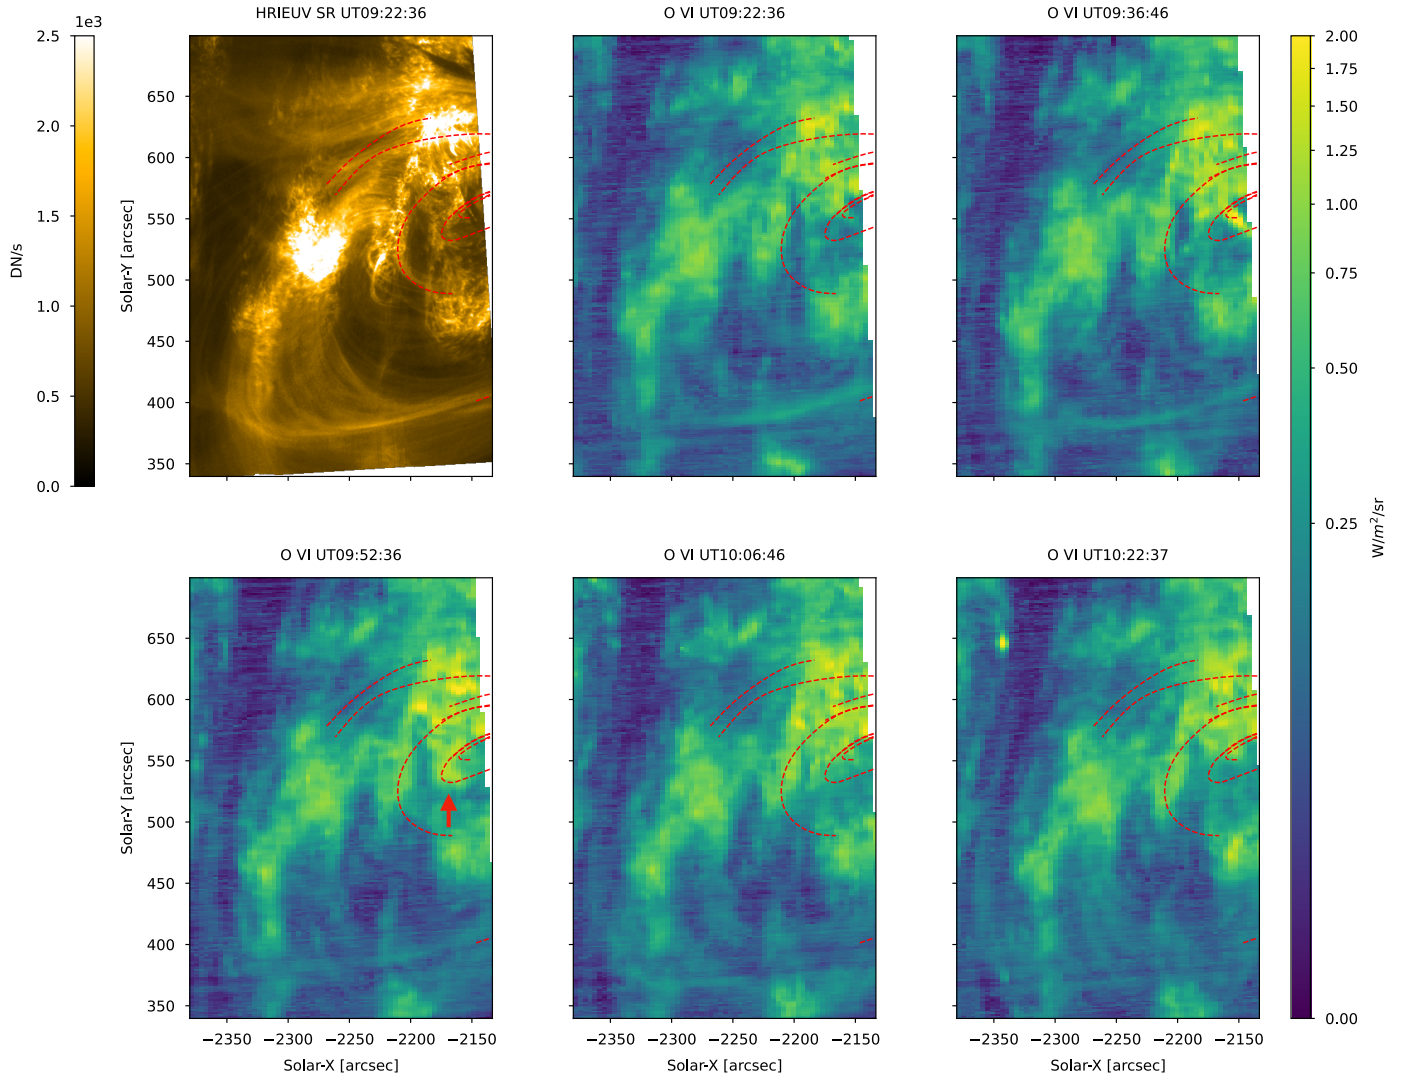 HRIEUV SR UT09:22:36
O VI UT09:22:36
O VI UT09:36:46
1e3
2.5
2.0
1.5
1.0
0.5
0.0
DN/s
650
600
550
500
450
400
350
Solar-Y [arcsec]
2.00
1.75
1.50
1.25
1.00
0.75
0.50
0.25
0.00
W/m²/sr
O VI UT09:52:36
O VI UT10:06:46
O VI UT10:22:37
650
600
550
500
450
400
350
Solar-Y [arcsec]
−2350 −2300 −2250 −2200 −2150
Solar-X [arcsec]
−2350 −2300 −2250 −2200 −2150
Solar-X [arcsec]
−2350 −2300 −2250 −2200 −2150
Solar-X [arcsec]